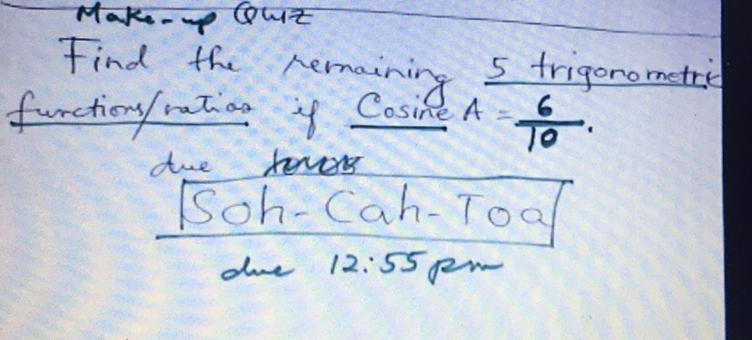 Make-up Quiz
Find the remaining 5 trigonometric
functions/ratios if Cosine A = 6/10.
due
Soh-Cah-Toa
due 12:55 pm